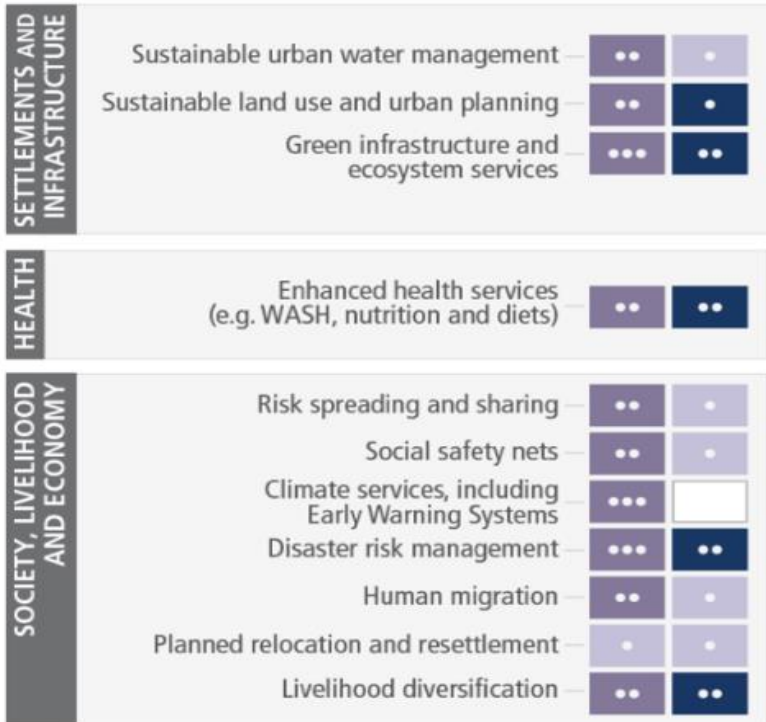 SETTLEMENTS AND
INFRASTRUCTURE
Sustainable urban water management
Sustainable land use and urban planning
Green infrastructure and
ecosystem services
HEALTH
Enhanced health services
(e.g. WASH, nutrition and diets)
SOCIETY, LIVELIHOOD
AND ECONOMY
Risk spreading and sharing
Social safety nets
Climate services, including
Early Warning Systems
Disaster risk management
Human migration
Planned relocation and resettlement
Livelihood diversification